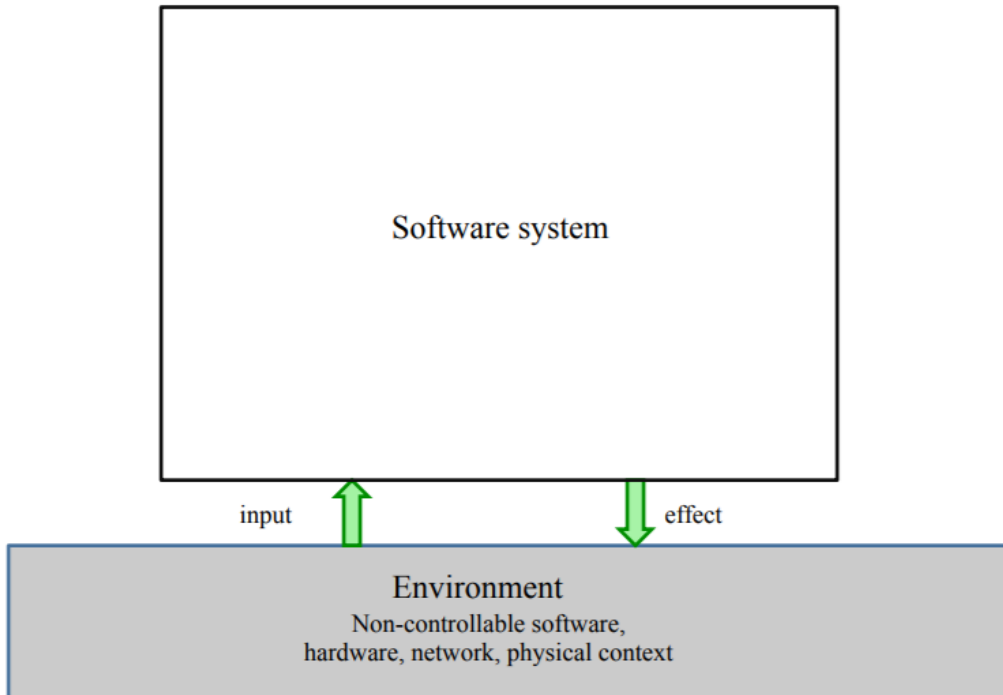 Software system
input
effect
Environment
Non-controllable software,
hardware, network, physical context